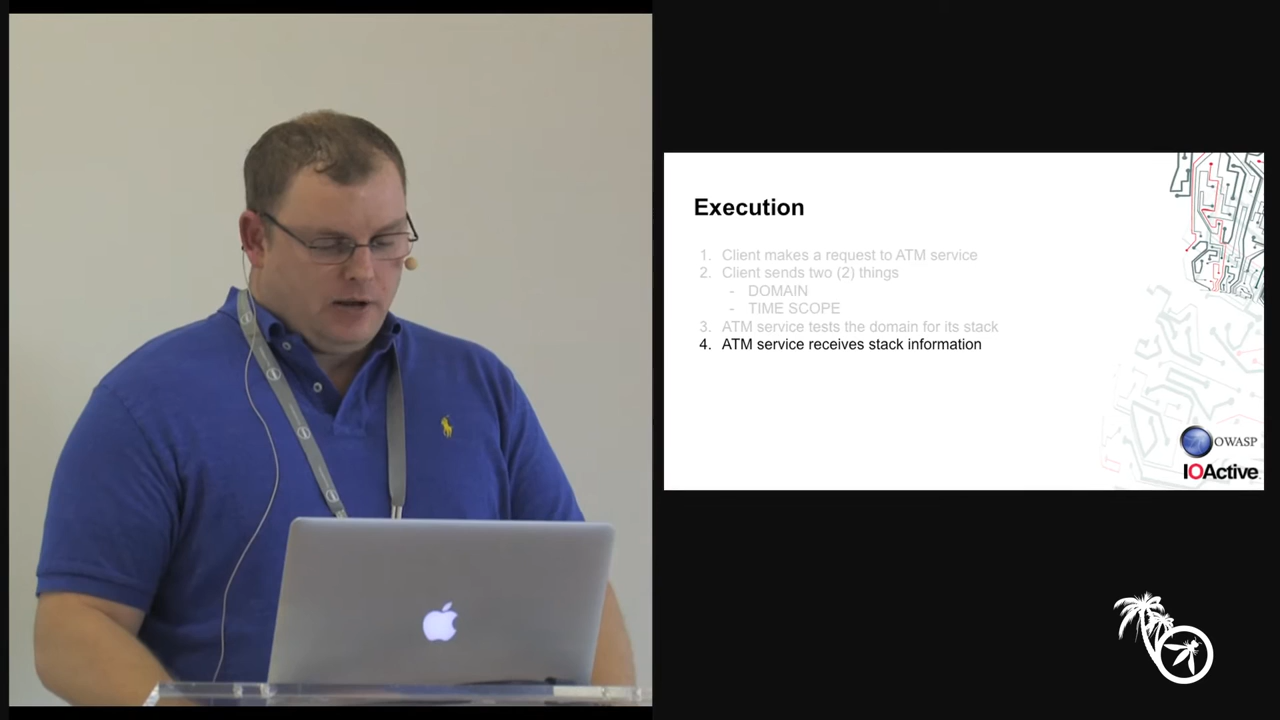 Execution
1. Client makes a request to ATM service
2. Client sends two (2) things
- DOMAIN
- TIME SCOPE
3. ATM service tests the domain for its stack
4. ATM service receives stack information
OWASP
IOActive